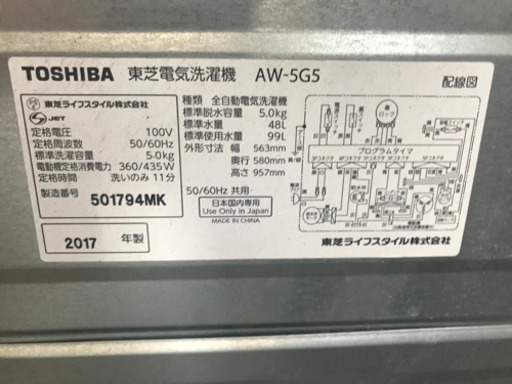 TOSHIBA 東芝電気洗濯機 AW-5G5
配線図
東芝ライフスタイル株式会社
JET
定格電圧 100V
定格周波数 50/60Hz
標準洗濯容量 5.0kg
電動機定格消費電力 360/435W
定格時間 洗いのみ 11分
製造番号 501794MK
2017 年製
種類 全自動電気洗濯機
標準脱水容量 5.0kg
標準水量 48L
標準使用水量 99L
外形寸法 幅 563mm
奥行 580mm
高さ 957mm
50/60Hz 共用
日本国内専用
Use Only in Japan
MADE IN CHINA
ロック
プログラムタイマ
東芝ライフスタイル株式会社